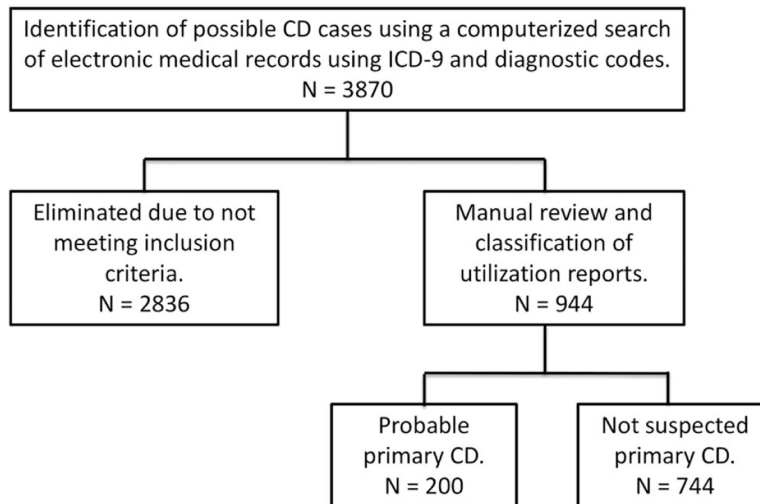 Identification of possible CD cases using a computerized search
of electronic medical records using ICD-9 and diagnostic codes.
N = 3870
Eliminated due to not
meeting inclusion
criteria.
N = 2836
Manual review and
classification of
utilization reports.
N = 944
Probable
primary CD.
N = 200
Not suspected
primary CD.
N = 744